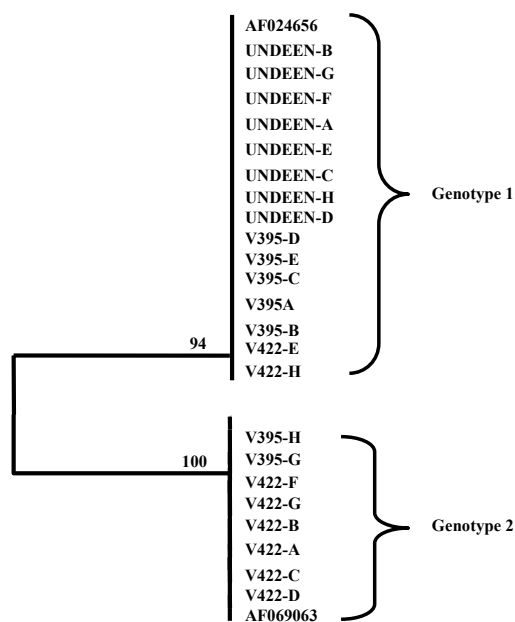 AF024656
UNDEEN-B
UNDEEN-G
UNDEEN-F
UNDEEN-A
UNDEEN-E
UNDEEN-C
UNDEEN-H
UNDEEN-D
V395-D
V395-E
V395-C
V395A
V395-B
V422-E
V422-H
Genotype 1
94
V395-H
V395-G
V422-F
V422-G
V422-B
V422-A
V422-C
V422-D
AF069063
Genotype 2
100